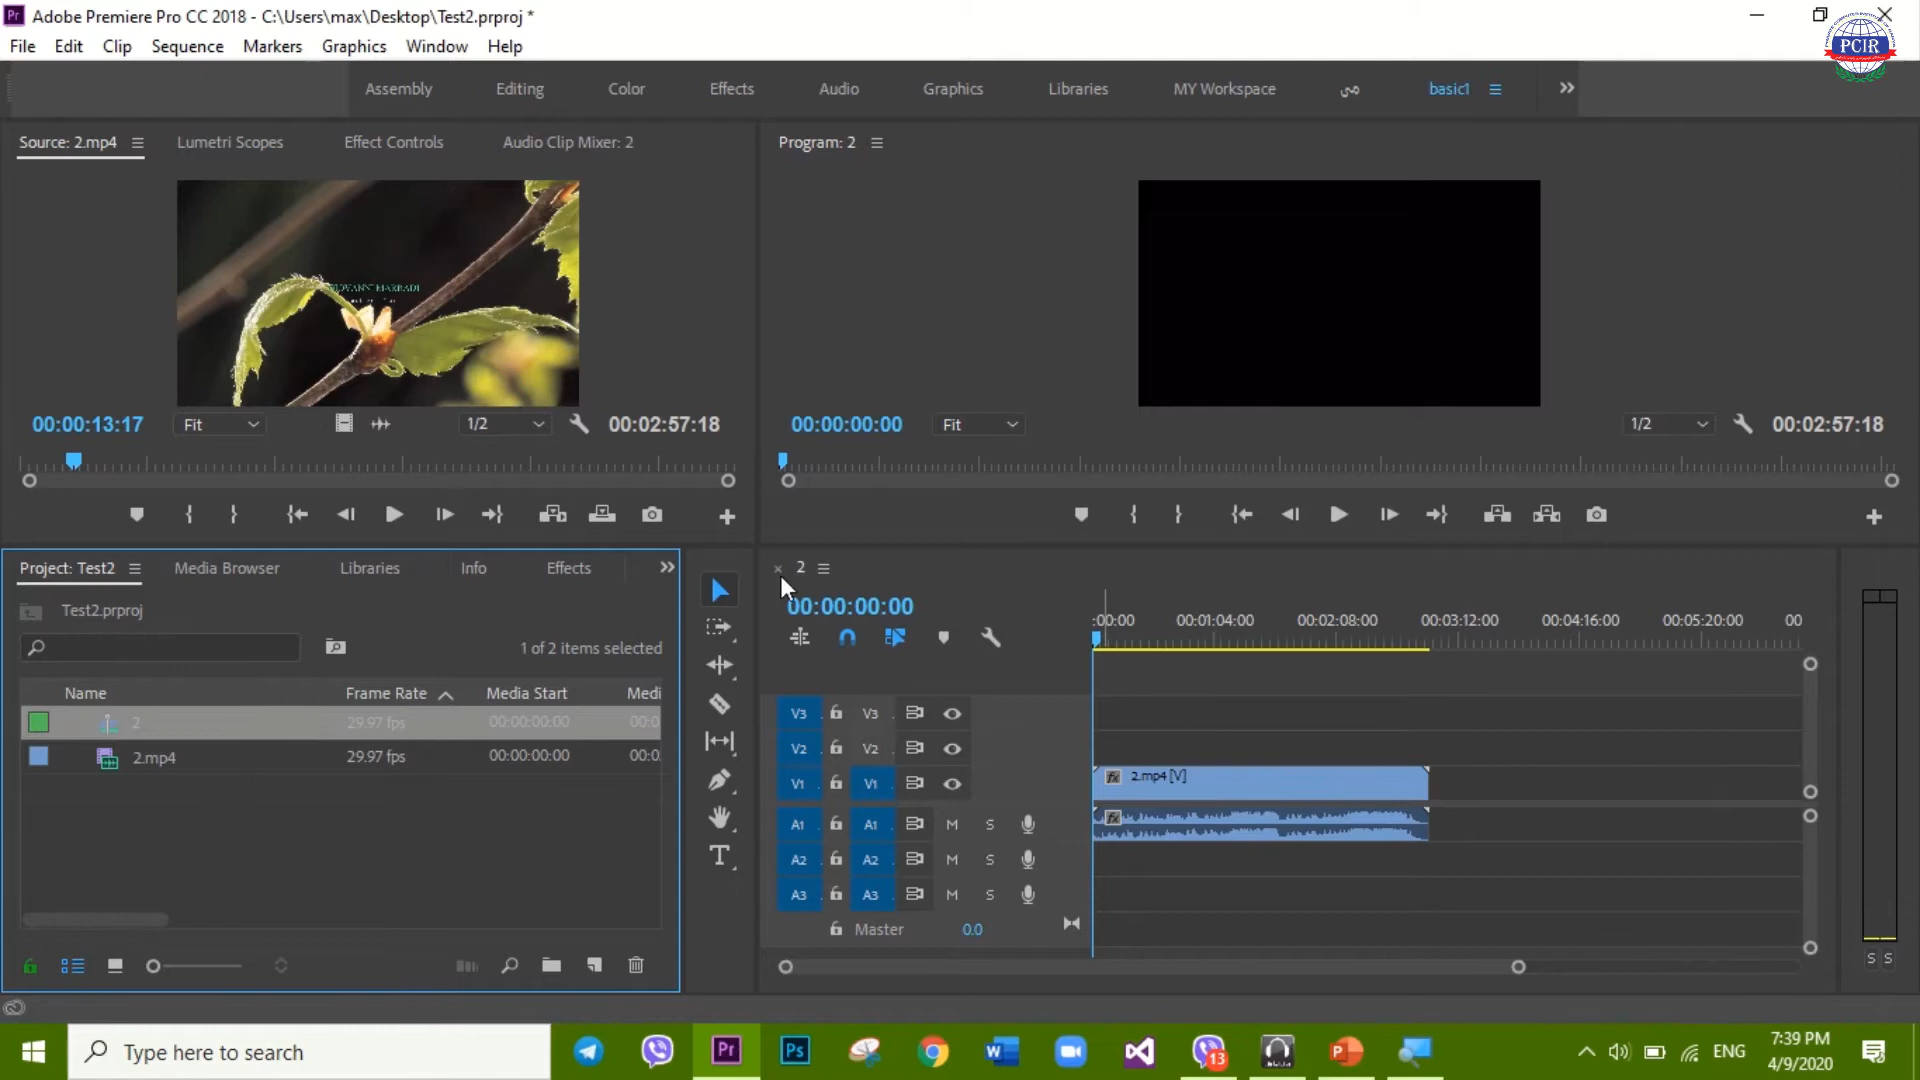 Adobe Premiere Pro CC 2018 - C:\Users\max\Desktop\Test2.prproj *
File Edit Clip Sequence Markers Graphics Window Help
PCIR
Assembly Editing Color Effects Audio Graphics Libraries MY Workspace می basic1
Source: 2.mp4 Lumetri Scopes Effect Controls Audio Clip Mixer: 2
Program: 2
00:00:13:17 Fit 1/2 00:02:57:18
00:00:00:00 Fit 1/2 00:02:57:18
Project: Test2 Media Browser Libraries Info Effects
2
Test2.prproj
00:00:00:00
:00:00 00:01:04:00 00:02:08:00 00:03:12:00 00:04:16:00 00:05:20:00 00
1 of 2 items selected
Name Frame Rate Media Start Medi
2 29.97 fps 00:00:00:00 00:0
2.mp4 29.97 fps 00:00:00:00 00:0
V3 V3
V2 V2
V1 V1 fx 2.mp4 [V]
A1 A1 M S fx
A2 A2 M S
A3 A3 M S
Master 0.0
S S
Type here to search
Pr Ps W 13 P
ENG
7:39 PM
4/9/2020